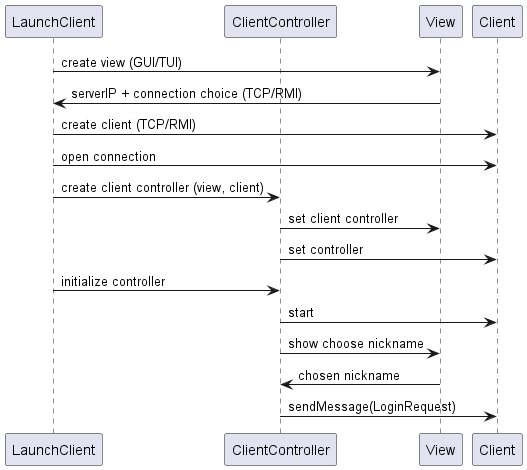 LaunchClient
ClientController
View
Client
create view (GUI/TUI)
serverIP + connection choice (TCP/RMI)
create client (TCP/RMI)
open connection
create client controller (view, client)
set client controller
set controller
initialize controller
start
show choose nickname
chosen nickname
sendMessage(LoginRequest)
LaunchClient
ClientController
View
Client